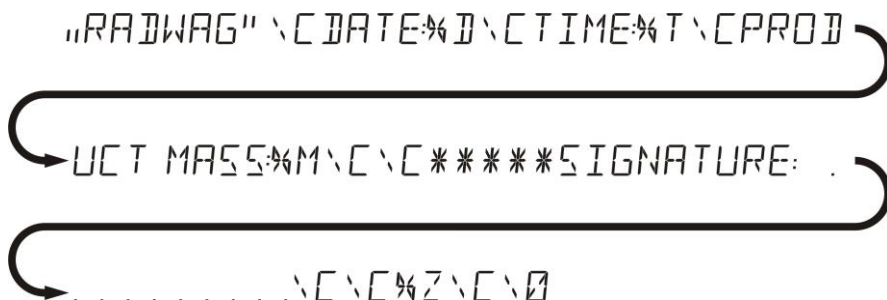 „RADWAG" \CDATE:%D\CTIME:%T\CPROD
UCT MASS:%M\C\C*****SIGNATURE: .
. . . . . . . .\C\C%Z\C\0